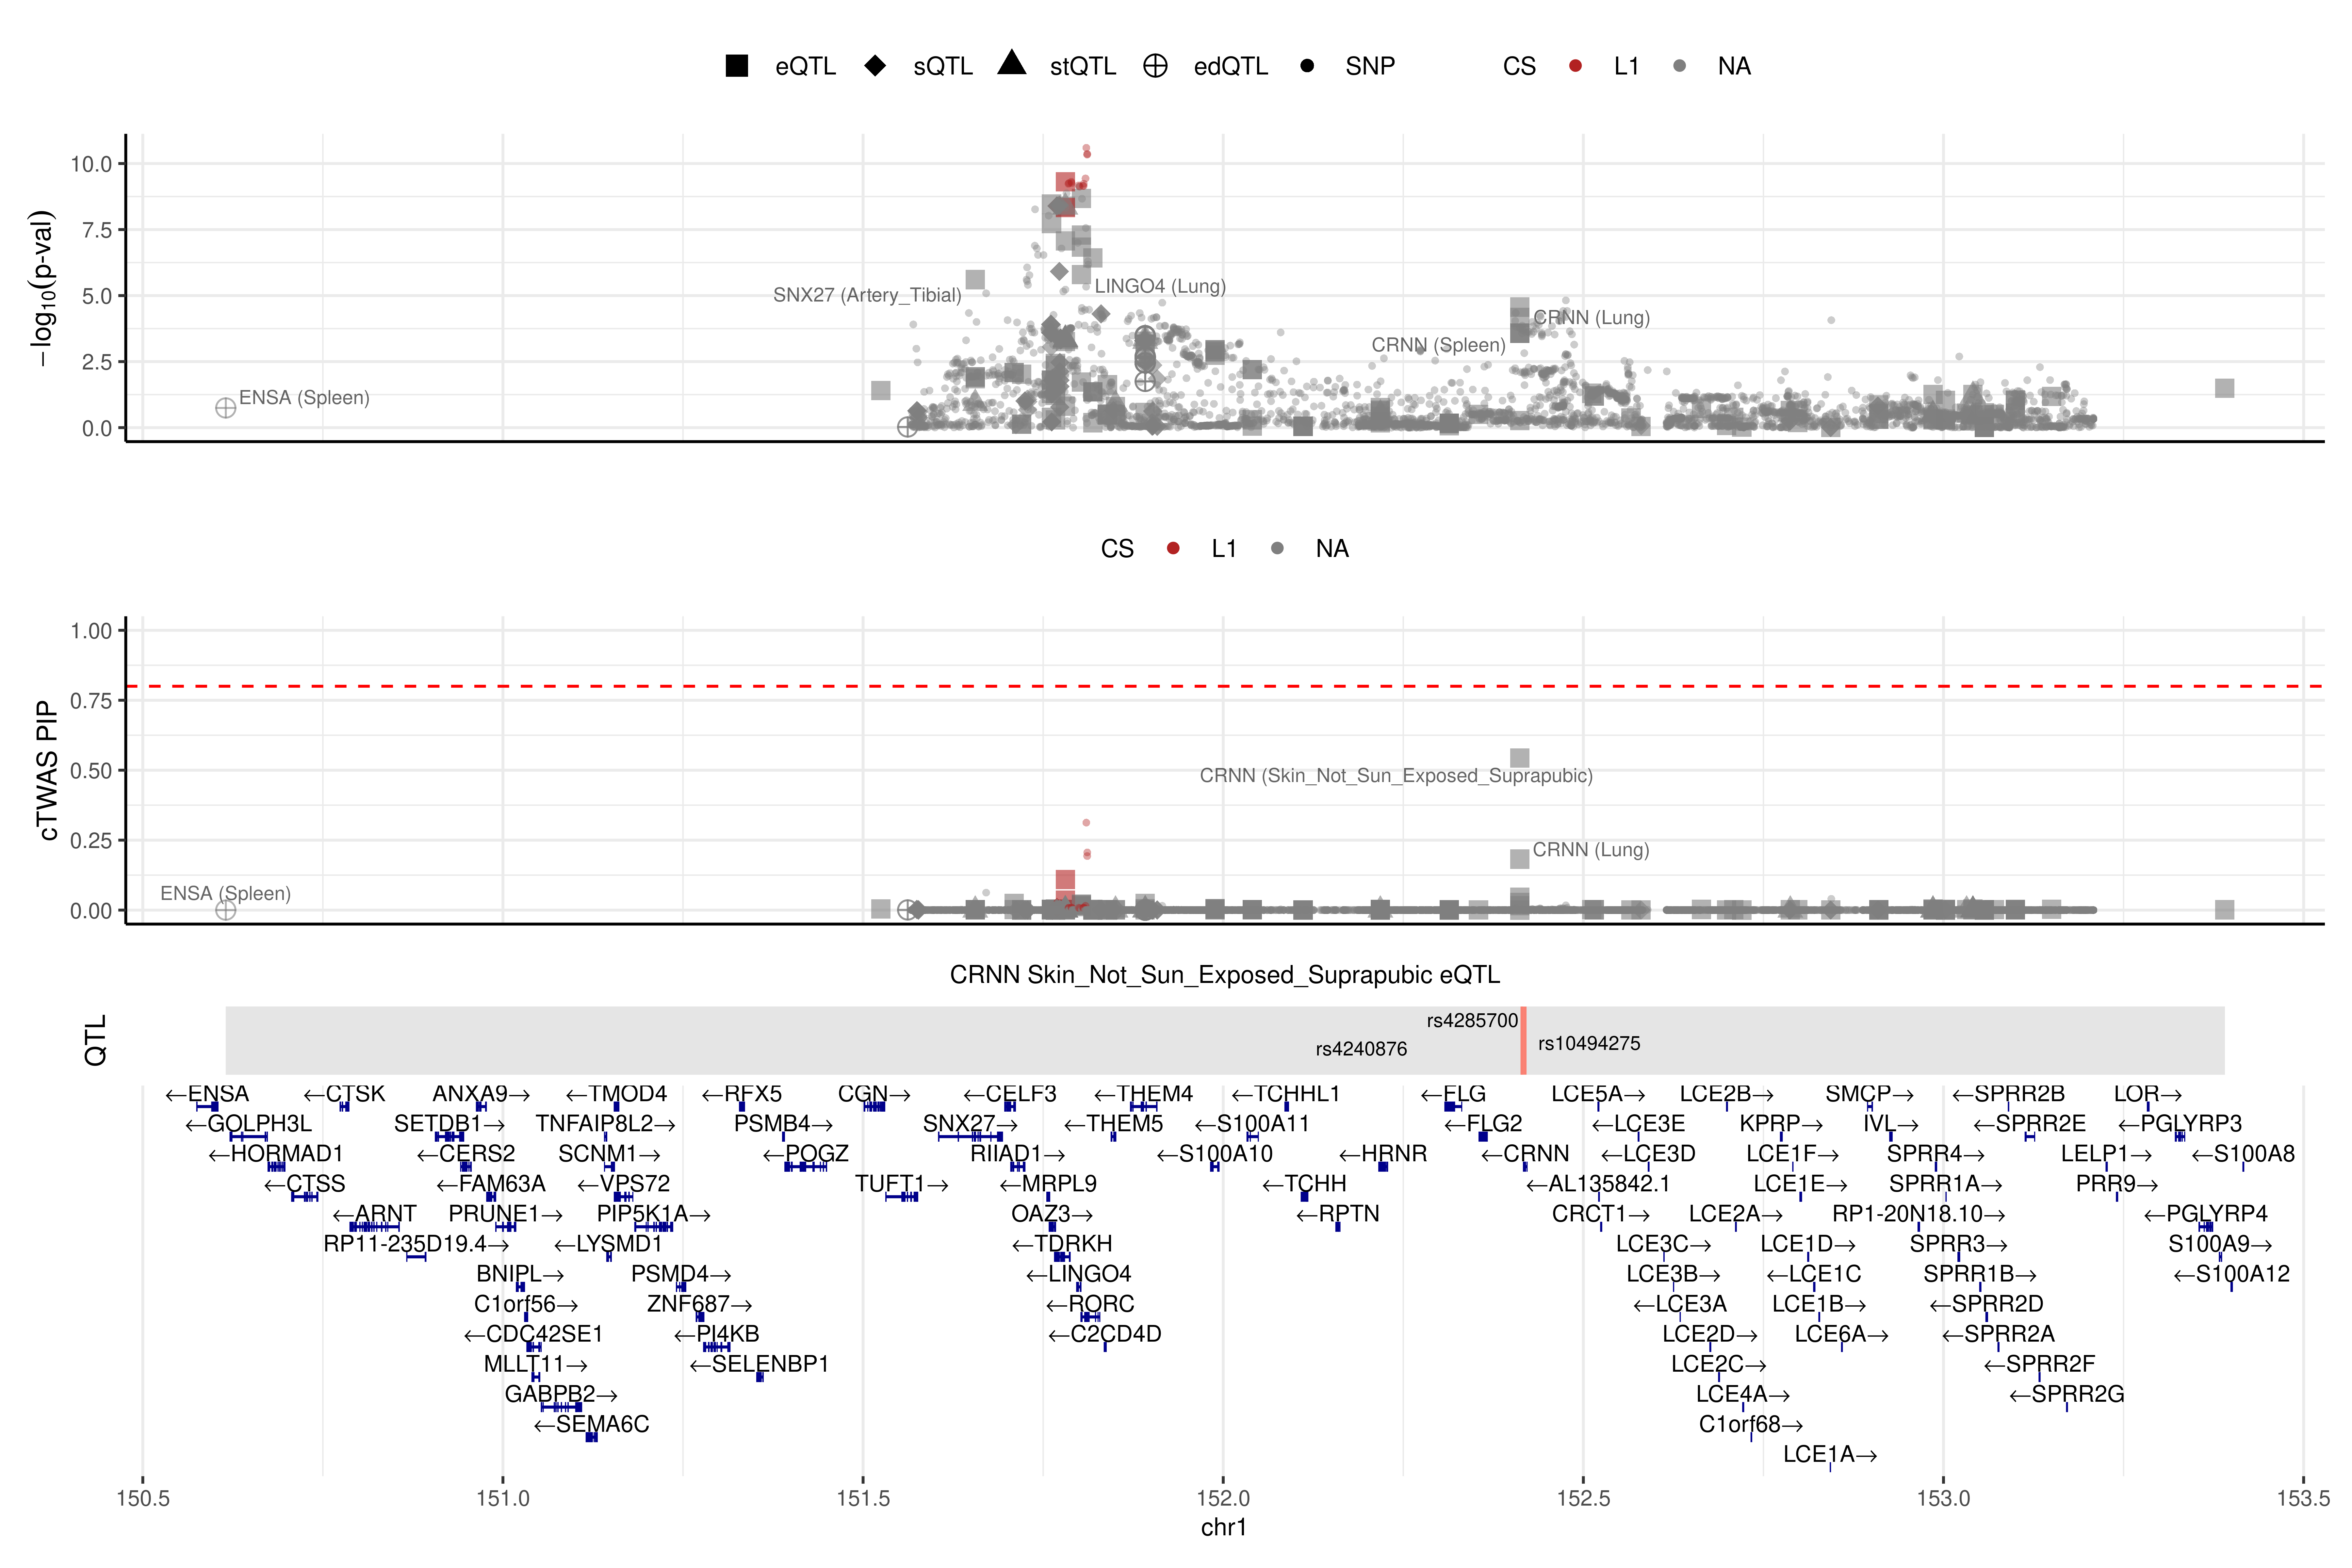 eQTL sQTL stQTL edQTL SNP CS L1 NA
10.0
7.5
5.0
2.5
0.0
−log10(p-val)
SNX27 (Artery_Tibial)
LINGO4 (Lung)
CRNN (Lung)
CRNN (Spleen)
ENSA (Spleen)
CS L1 NA
1.00
0.75
0.50
0.25
0.00
cTWAS PIP
CRNN (Skin_Not_Sun_Exposed_Suprapubic)
CRNN (Lung)
ENSA (Spleen)
CRNN Skin_Not_Sun_Exposed_Suprapubic eQTL
QTL
rs4285700
rs4240876
rs10494275
←ENSA ←CTSK ANXA9→ ←TMOD4 ←RFX5 CGN→ ←CELF3 ←THEM4 ←TCHHL1 ←FLG LCE5A→ LCE2B→ SMCP→ ←SPRR2B LOR→
←GOLPH3L SETDB1→ TNFAIP8L2→ PSMB4→ SNX27→ ←THEM5 ←S100A11 ←FLG2 ←LCE3E KPRP→ IVL→ ←SPRR2E ←PGLYRP3
←HORMAD1 ←CERS2 SCNM1→ ←POGZ RIIAD1→ ←S100A10 ←HRNR ←CRNN ←LCE3D LCE1F→ SPRR4→ LELP1→ ←S100A8
←CTSS ←FAM63A ←VPS72 TUFT1→ ←MRPL9 ←TCHH ←AL135842.1 LCE1E→ SPRR1A→ PRR9→
←ARNT PRUNE1→ PIP5K1A→ OAZ3→ ←RPTN CRCT1→ LCE2A→ RP1-20N18.10→ ←PGLYRP4
RP11-235D19.4→ ←LYSMD1 ←TDRKH LCE3C→ LCE1D→ SPRR3→ S100A9→
BNIPL→ PSMD4→ ←LINGO4 LCE3B→ ←LCE1C SPRR1B→ ←S100A12
C1orf56→ ZNF687→ ←RORC ←LCE3A LCE1B→ ←SPRR2D
←CDC42SE1 ←PI4KB ←C2CD4D LCE2D→ LCE6A→ ←SPRR2A
MLLT11→ ←SELENBP1 LCE2C→ ←SPRR2F
GABPB2→ LCE4A→ ←SPRR2G
←SEMA6C C1orf68→
LCE1A→
150.5 151.0 151.5 152.0 152.5 153.0 153.5
chr1